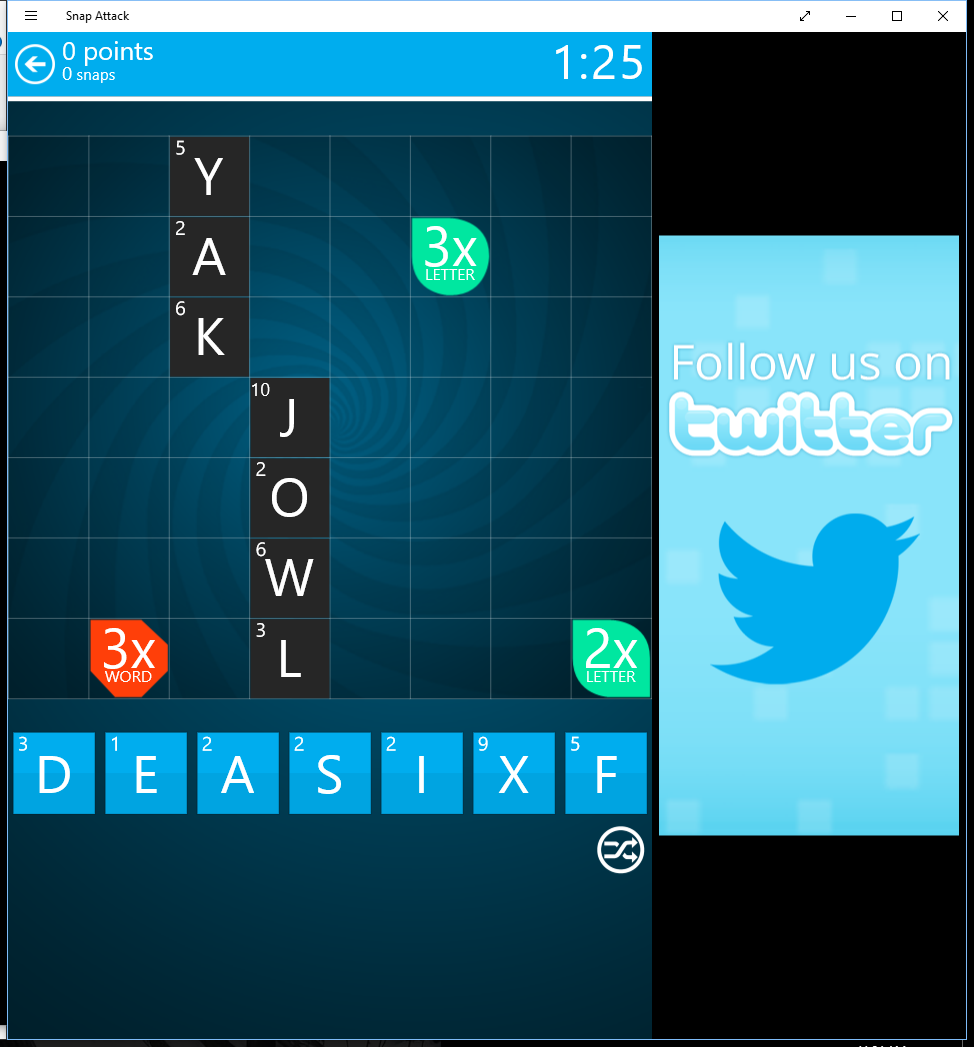 Snap Attack
0 points
0 snaps
1:25
5 Y
2 A
3x
LETTER
6 K
10 J
2 O
6 W
3x
WORD
3 L
2x
LETTER
3 D 1 E 2 A 2 S 2 I 9 X 5 F
Follow us on
twitter